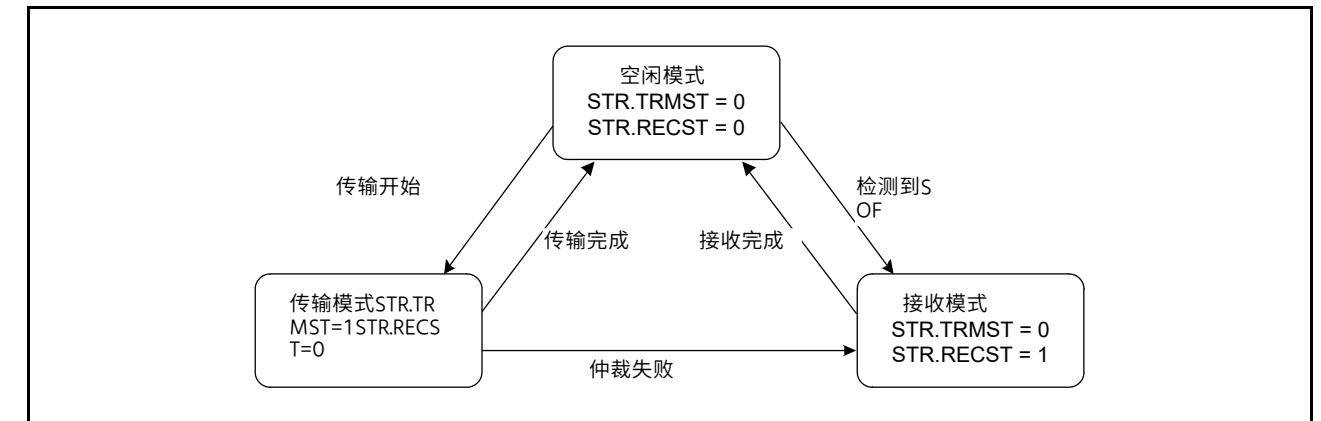 空闲模式
STR.TRMST = 0
STR.RECST = 0
传输开始
检测到S
OF
传输完成
接收完成
传输模式STR.TR
MST=1STR.RECS
T=0
接收模式
STR.TRMST = 0
STR.RECST = 1
仲裁失败